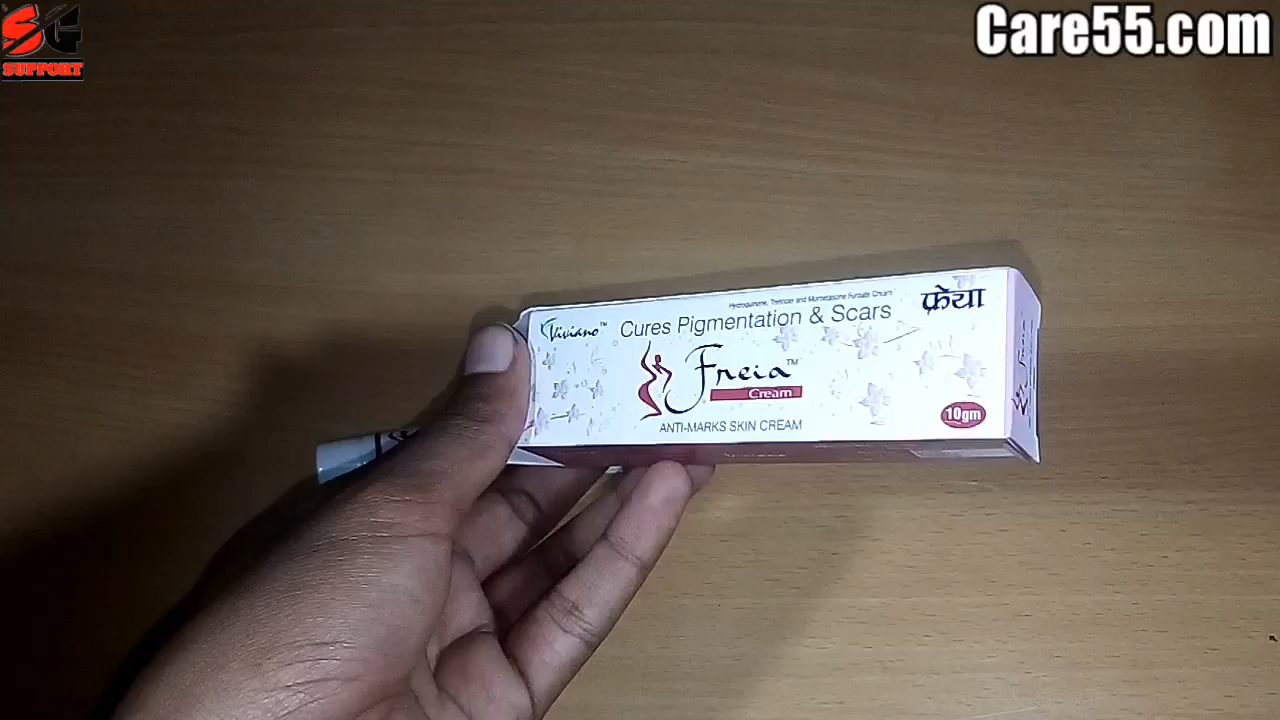 SG
SUPPORT
Care55.com
Viviano™
Hydroquinone, Tretinoin and Mometasone Furoate Cream
Cures Pigmentation & Scars
फ्रेया
Freia™
Cream
ANTI-MARKS SKIN CREAM
10gm